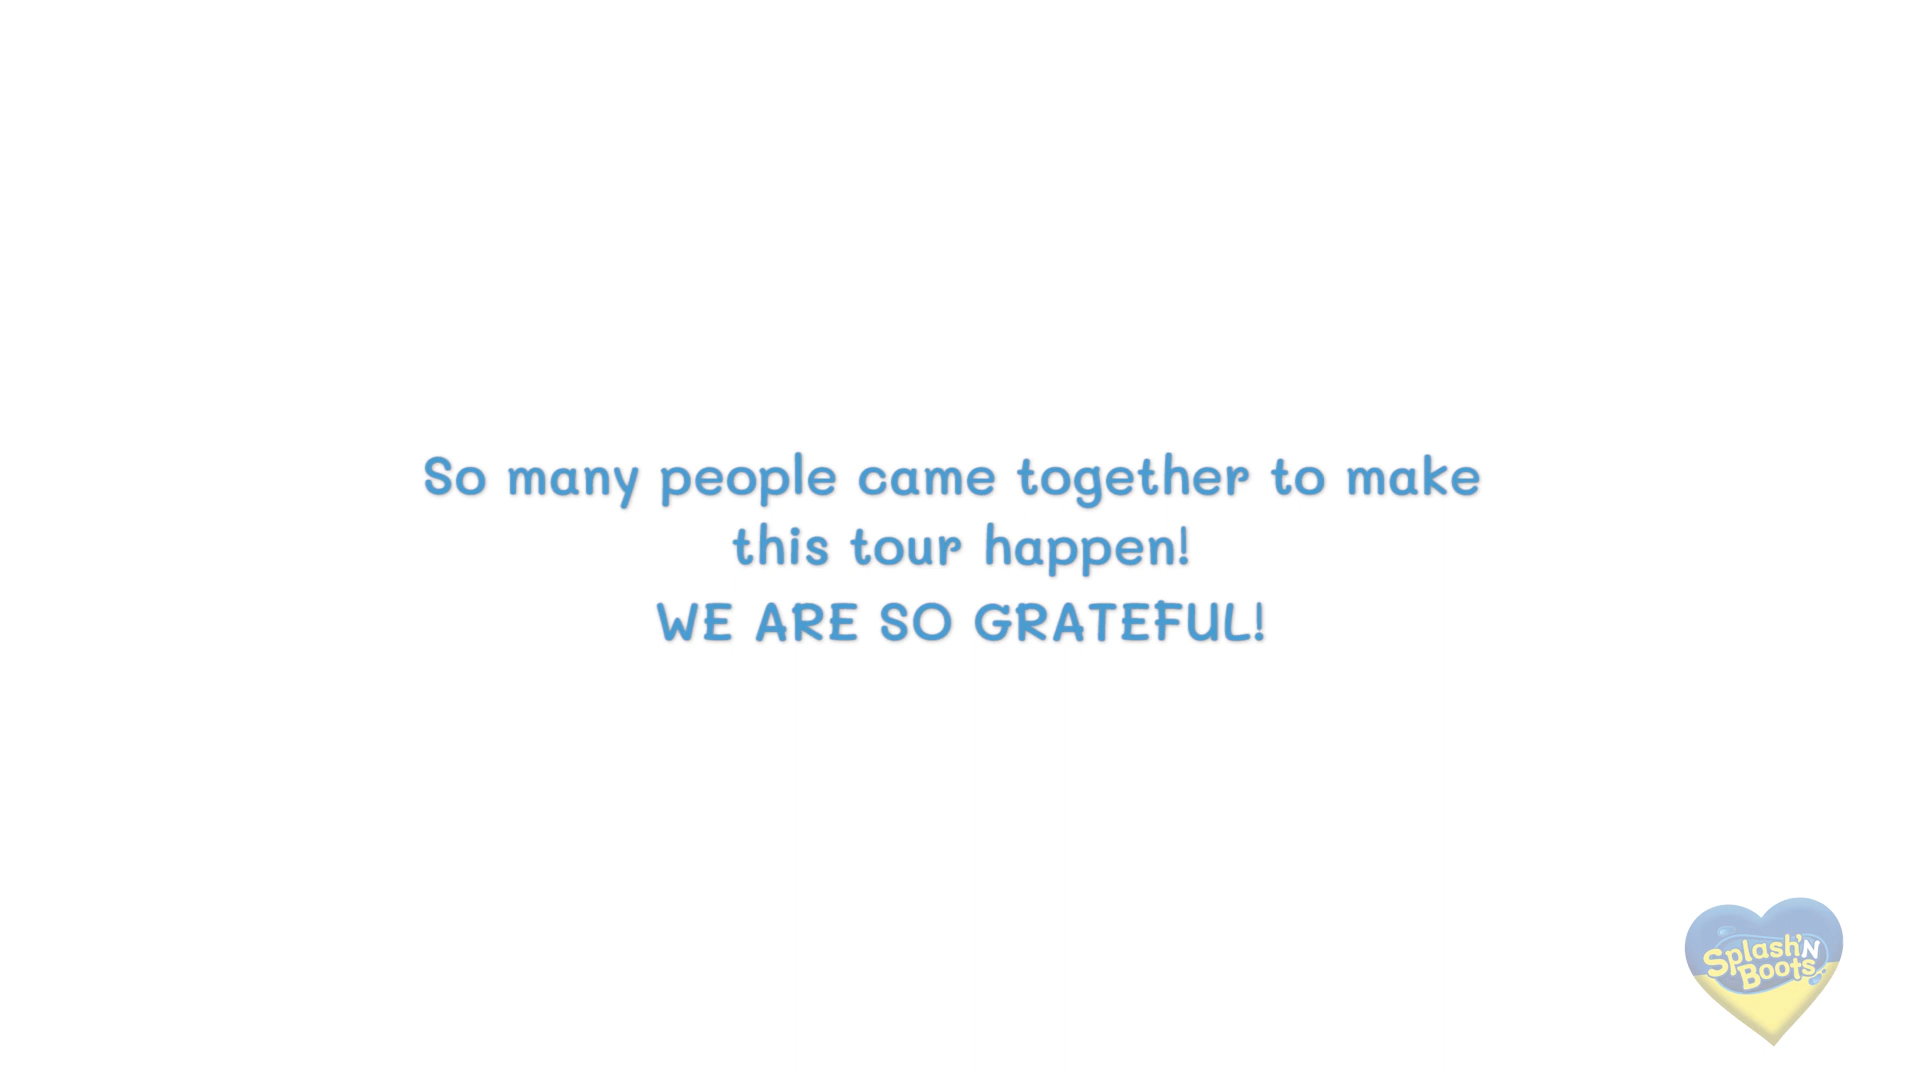 So many people came together to make
this tour happen!
WE ARE SO GRATEFUL!
Splash'N
Boots